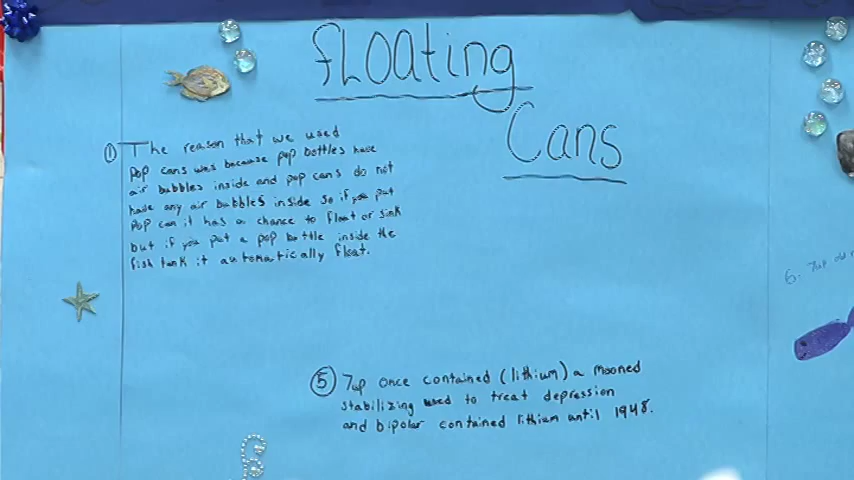 fLOating
Cans
① The reason that we used
pop cans was because pop bottles have
air bubbles inside and pop cans do not
have any air bubbles inside so if you put
pop can it has a chance to float or sink
but if you put a pop bottle inside the
fish tank it automatically float.
6. 7up old
⑤ 7up once contained (lithium) a mooned
stabilizing used to treat depression
and bipolar contained lithium until 1948.